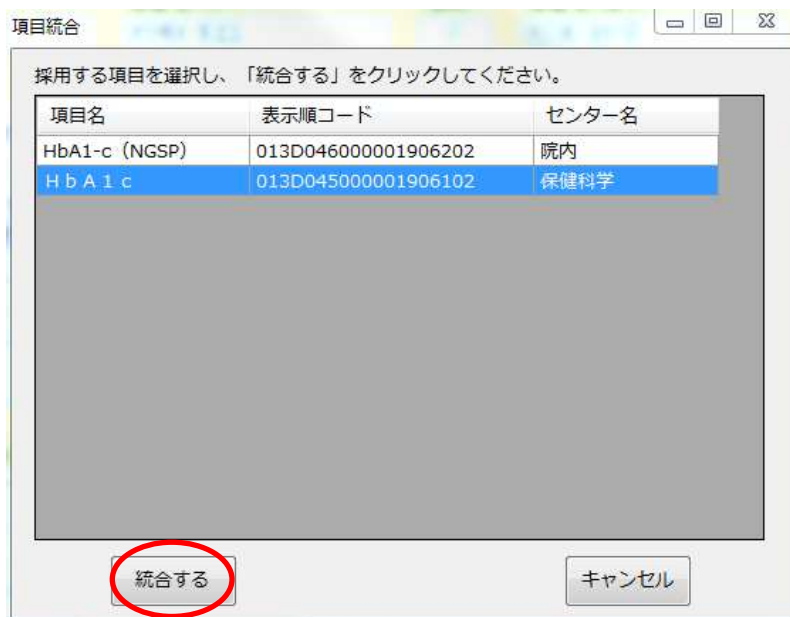 項目統合
採用する項目を選択し、「統合する」をクリックしてください。
項目名 表示順コード センター名
HbA1-c（NGSP） 013D046000001906202 院内
ＨｂＡ１ｃ 013D045000001906102 保健科学
統合する キャンセル